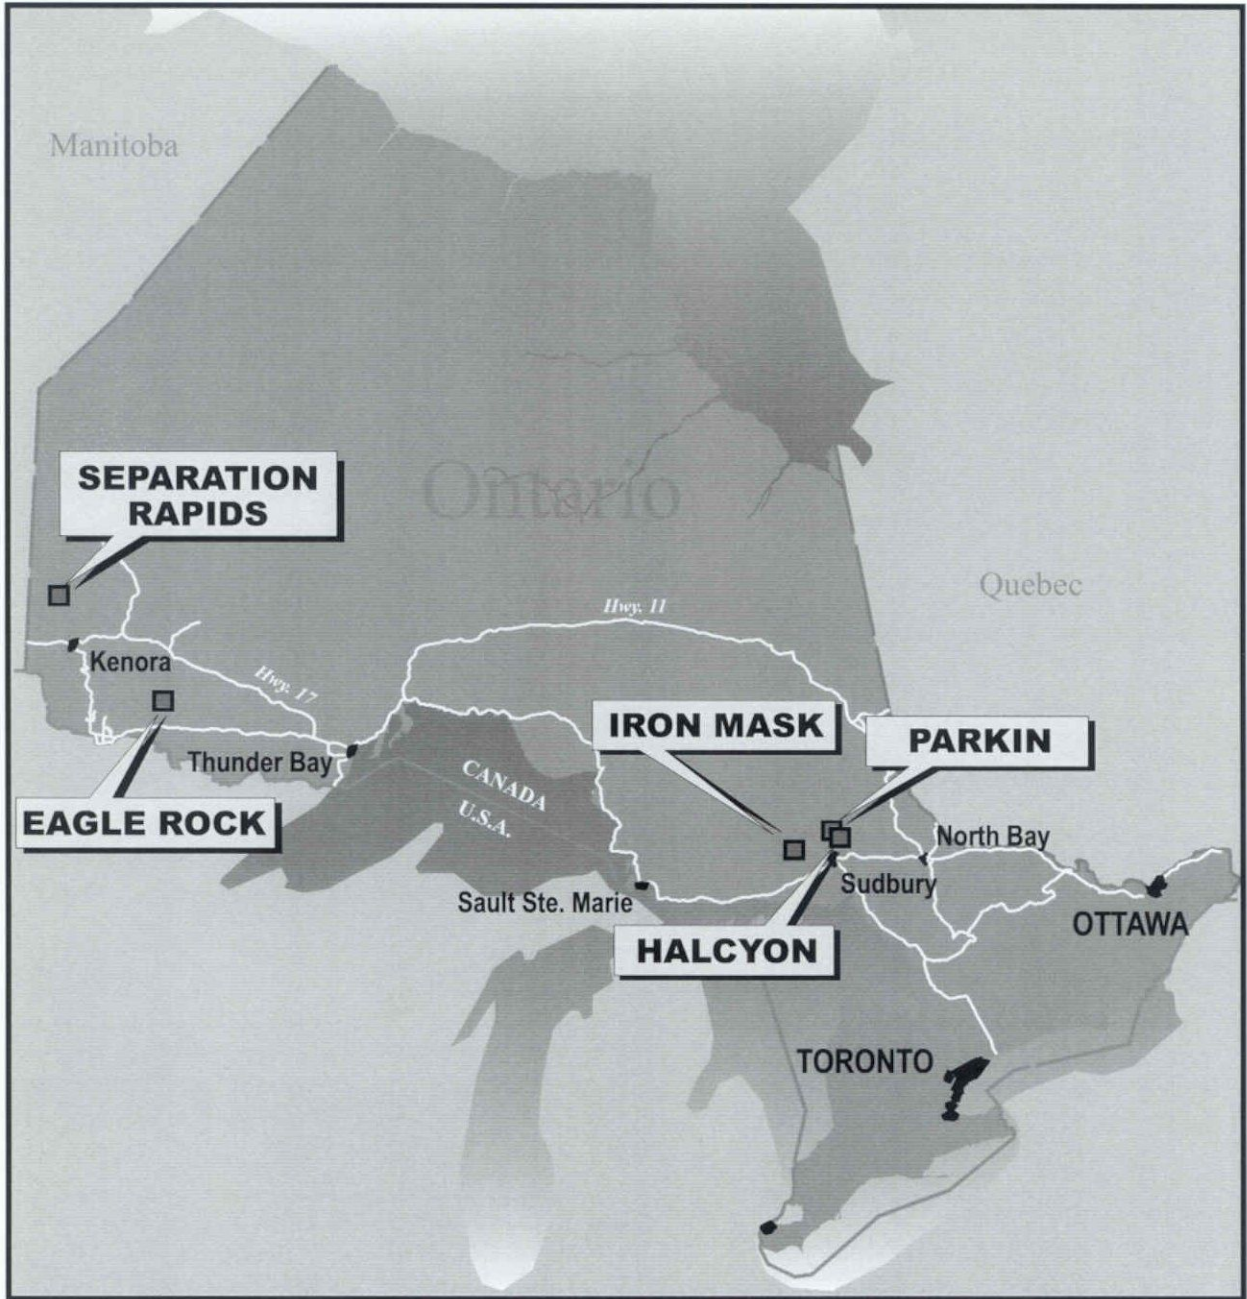 Manitoba
SEPARATION
RAPIDS
Ontario
Quebec
Hwy. 11
Kenora
Hwy. 17
IRON MASK
PARKIN
Thunder Bay
CANADA
U.S.A.
EAGLE ROCK
North Bay
Sudbury
Sault Ste. Marie
OTTAWA
HALCYON
TORONTO